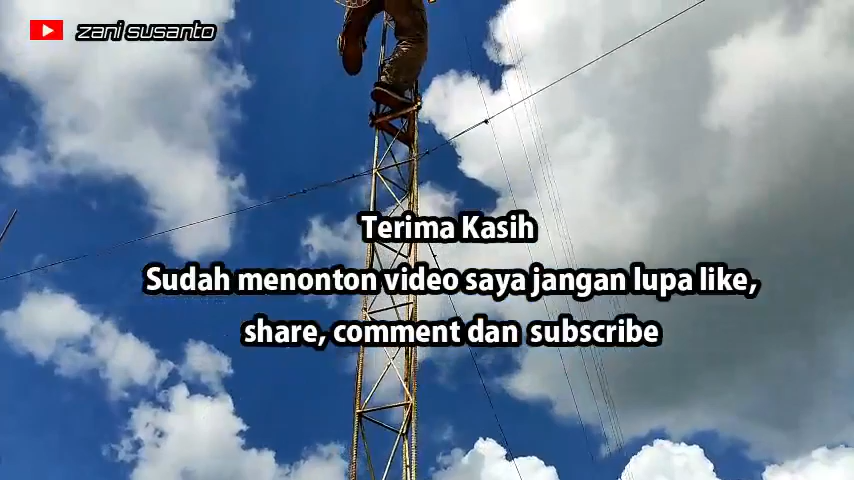 zani susanto
Terima Kasih
Sudah menonton video saya jangan lupa like,
share, comment dan subscribe